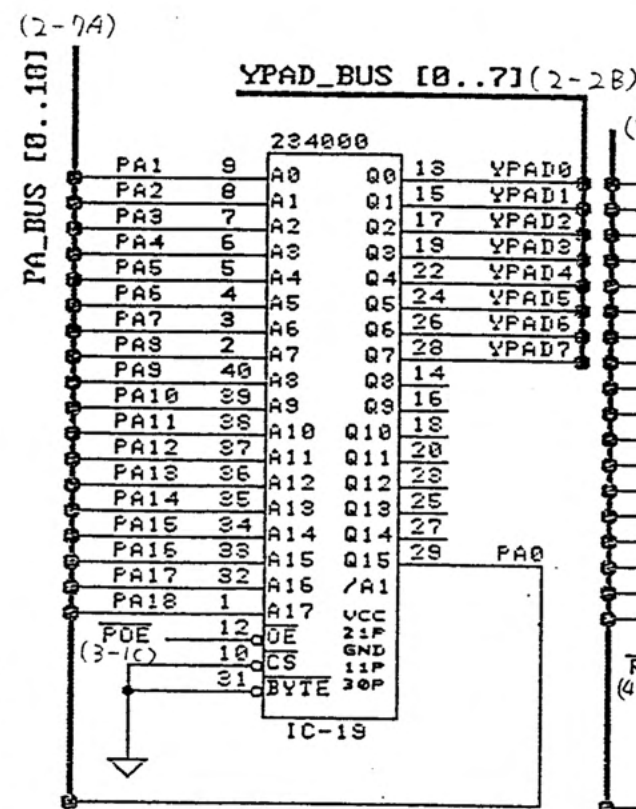 (2-7A)
PA_BUS [0..18]
YPAD_BUS [0..7](2-2B)
234000
PA1 9 A0 Q0 13 YPAD0
PA2 8 A1 Q1 15 YPAD1
PA3 7 A2 Q2 17 YPAD2
PA4 6 A3 Q3 19 YPAD3
PA5 5 A4 Q4 22 YPAD4
PA6 4 A5 Q5 24 YPAD5
PA7 3 A6 Q6 26 YPAD6
PA8 2 A7 Q7 28 YPAD7
PA9 40 A8 Q8 14
PA10 39 A9 Q9 16
PA11 38 A10 Q10 18
PA12 37 A11 Q11 20
PA13 36 A12 Q12 23
PA14 35 A13 Q13 25
PA15 34 A14 Q14 27
PA16 33 A15 Q15 29 PA0
PA17 32 A16 /A1
PA18 1 A17 VCC
POE 12 OE 21P
(3-1C) 10 CS GND
11P
31 BYTE 30P
IC-19